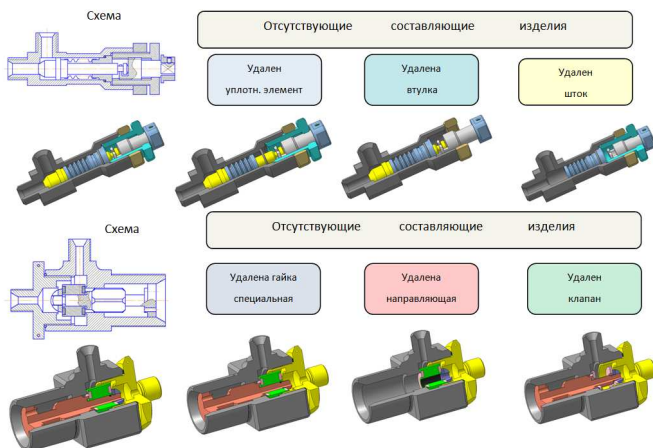 Схема
Отсутствующие составляющие изделия
Удален
уплотн. элемент
Удалена
втулка
Удален
шток
Схема
Отсутствующие составляющие изделия
Удалена гайка
специальная
Удалена
направляющая
Удален
клапан